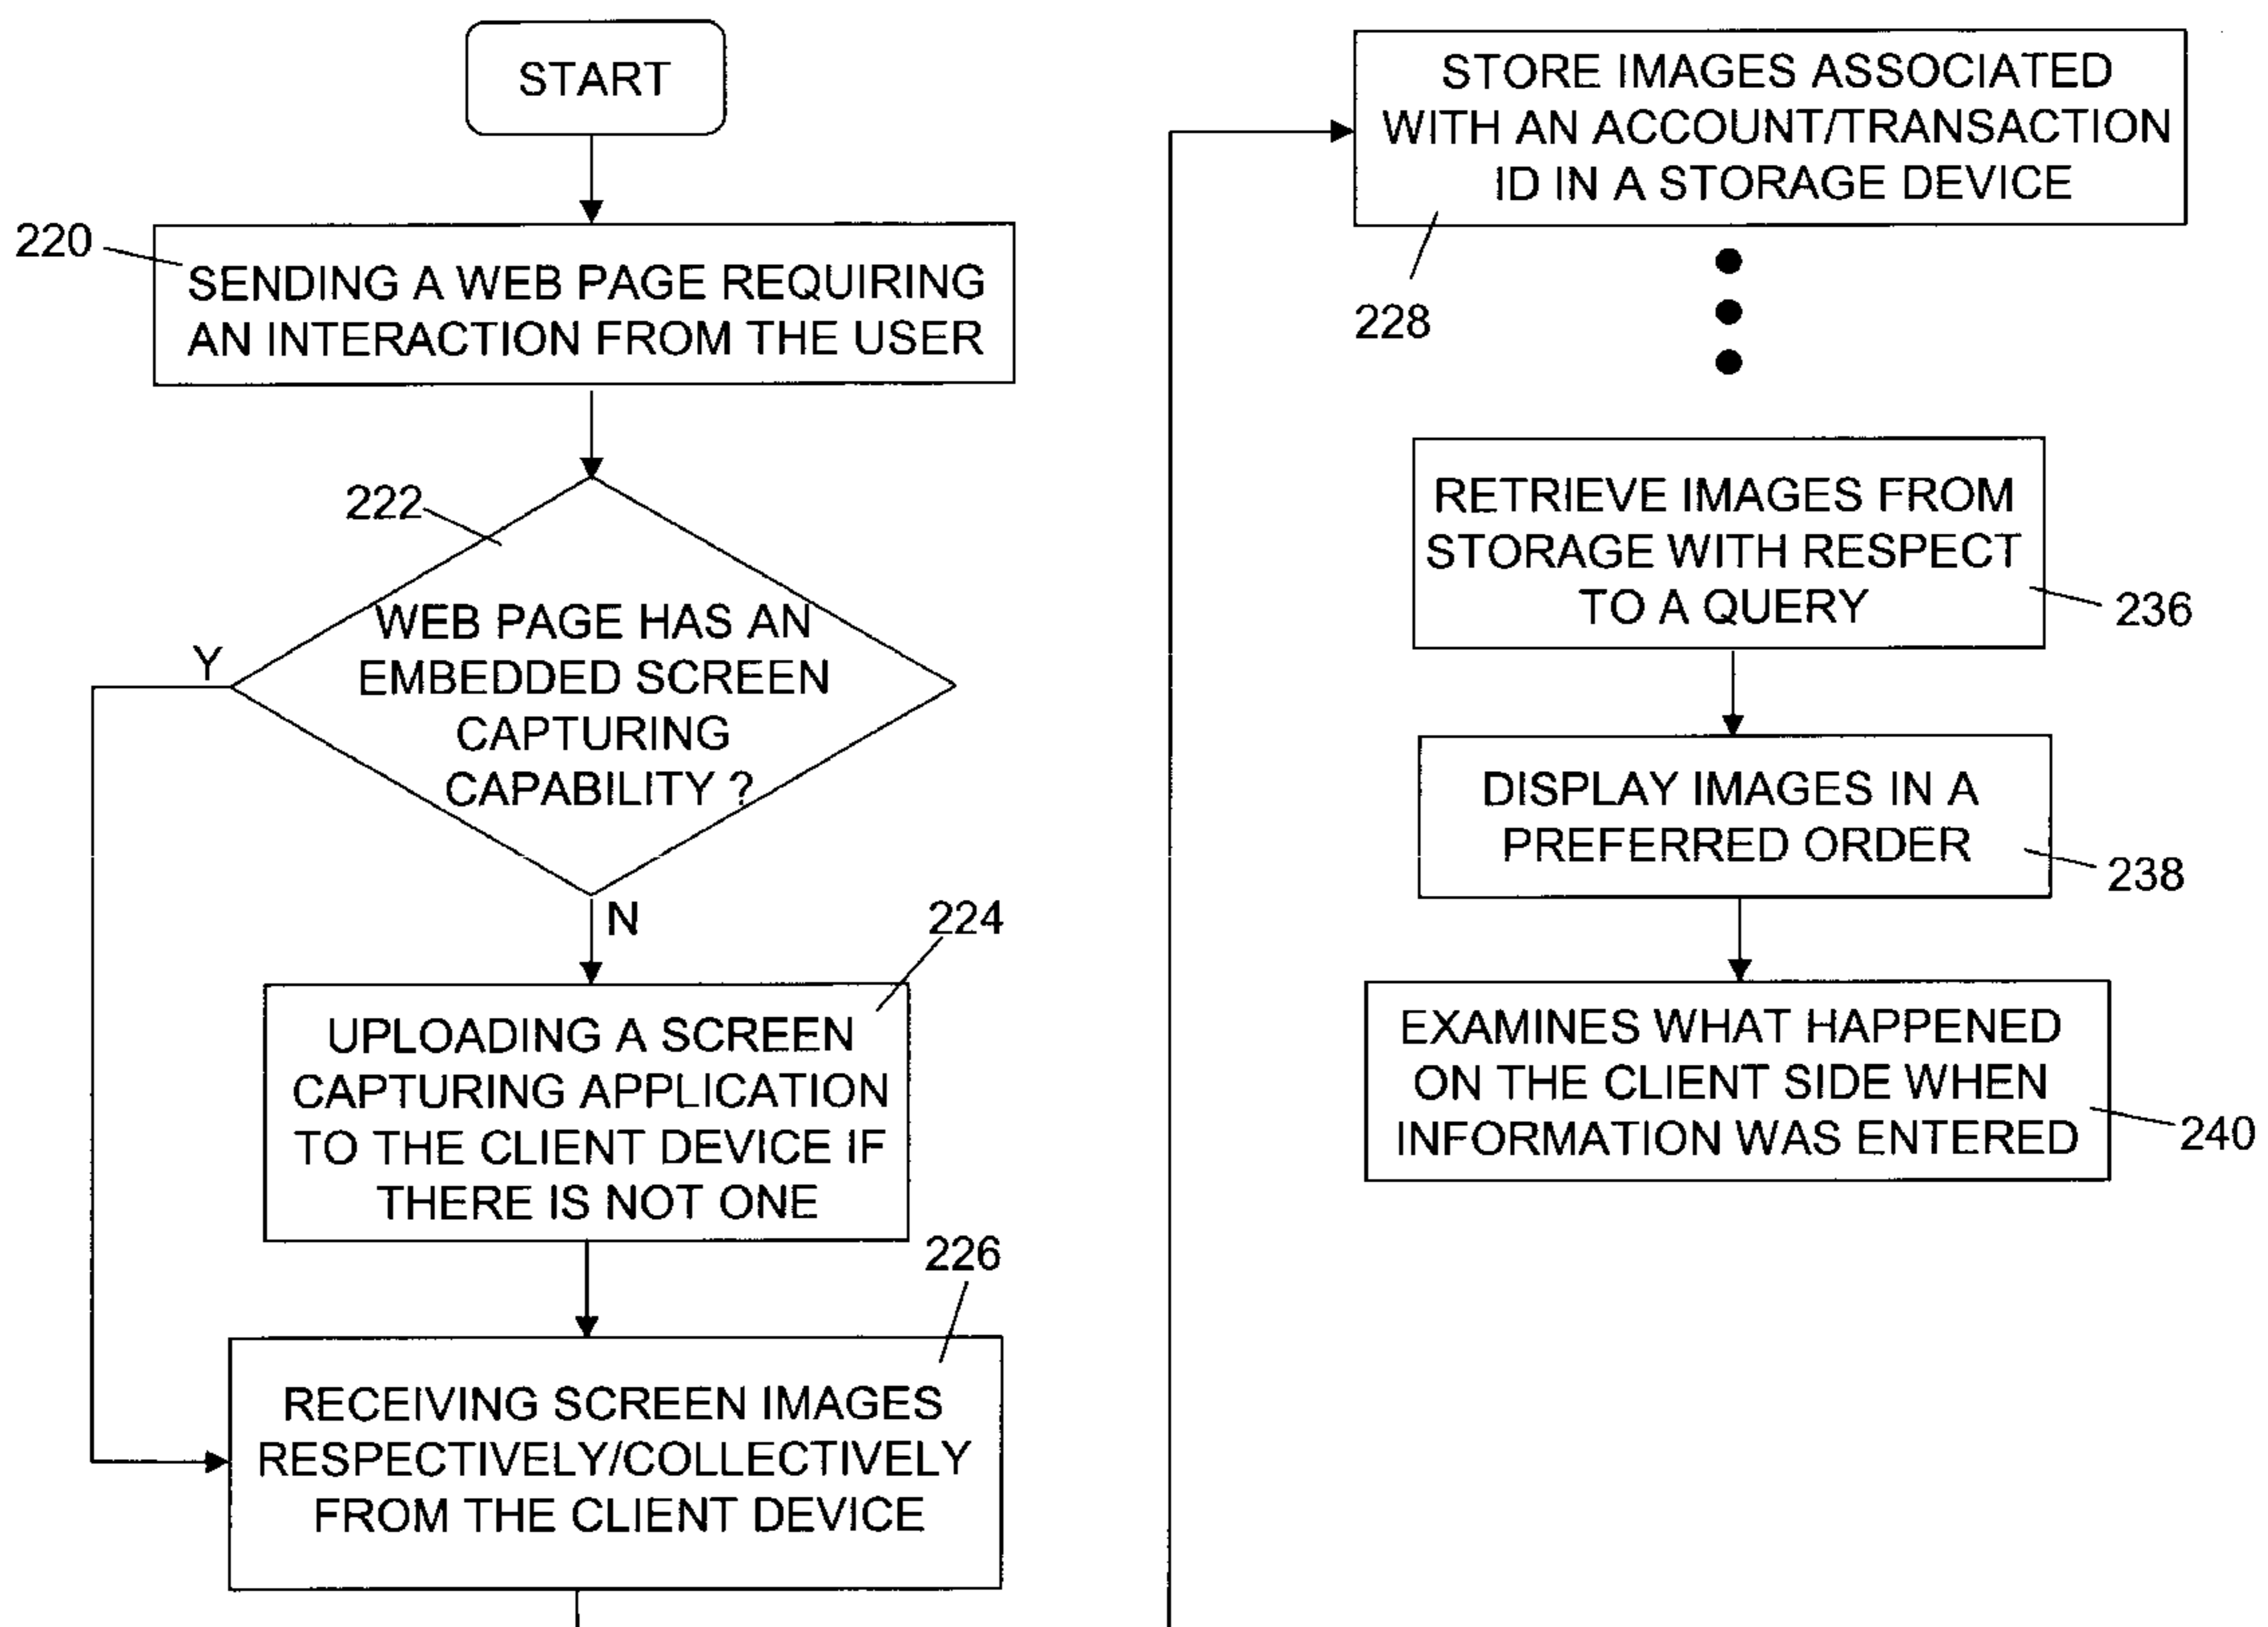 START
220
SENDING A WEB PAGE REQUIRING
AN INTERACTION FROM THE USER
222
WEB PAGE HAS AN
EMBEDDED SCREEN
CAPTURING
CAPABILITY ?
Y
N
224
UPLOADING A SCREEN
CAPTURING APPLICATION
TO THE CLIENT DEVICE IF
THERE IS NOT ONE
226
RECEIVING SCREEN IMAGES
RESPECTIVELY/COLLECTIVELY
FROM THE CLIENT DEVICE
STORE IMAGES ASSOCIATED
WITH AN ACCOUNT/TRANSACTION
ID IN A STORAGE DEVICE
228
RETRIEVE IMAGES FROM
STORAGE WITH RESPECT
TO A QUERY
236
DISPLAY IMAGES IN A
PREFERRED ORDER
238
EXAMINES WHAT HAPPENED
ON THE CLIENT SIDE WHEN
INFORMATION WAS ENTERED
240